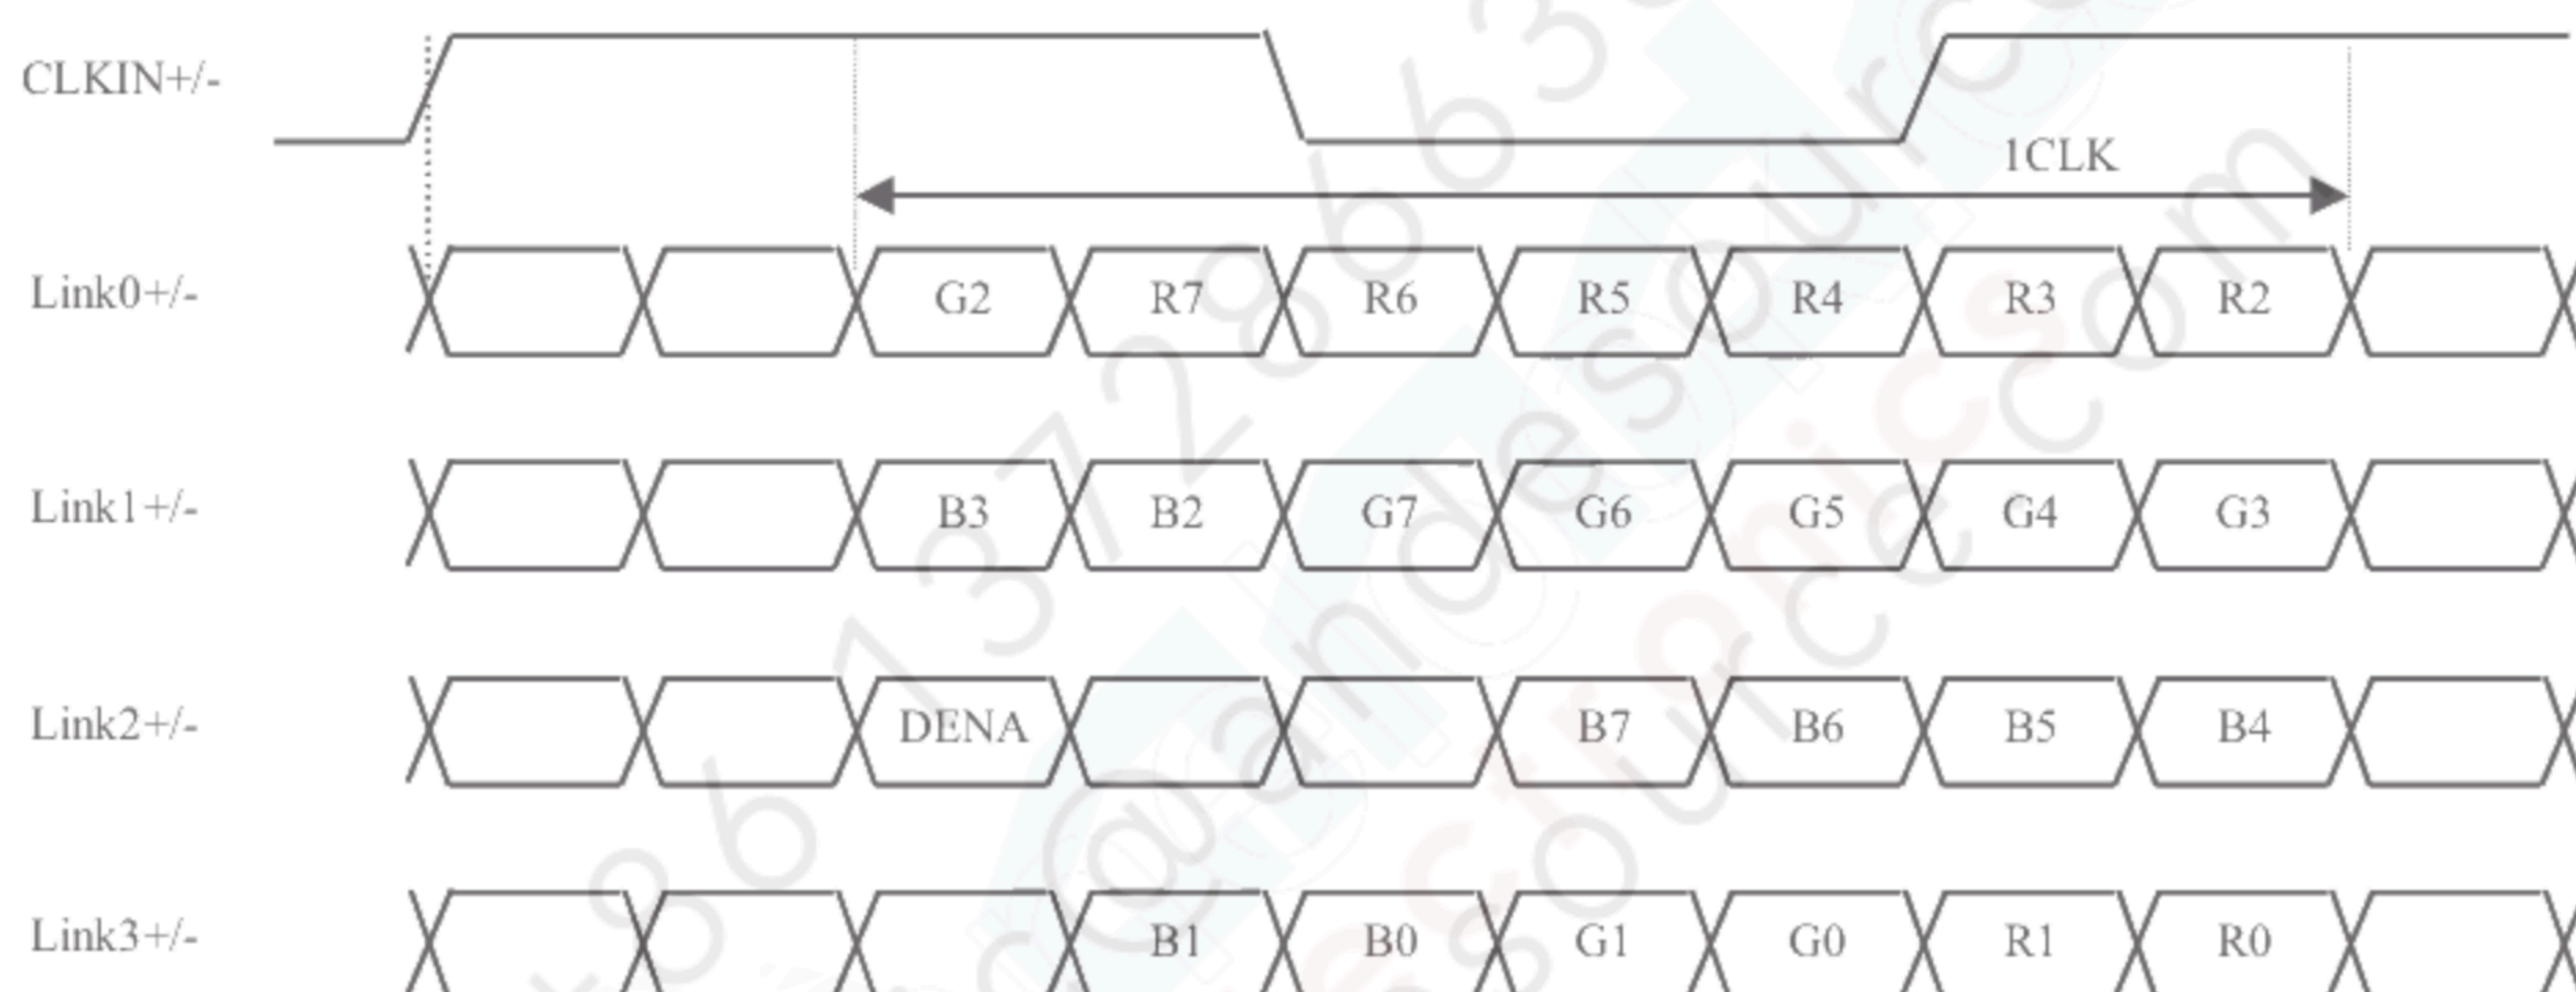 CLKIN+/-
1CLK
Link0+/- G2 R7 R6 R5 R4 R3 R2
Link1+/- B3 B2 G7 G6 G5 G4 G3
Link2+/- DENA B7 B6 B5 B4
Link3+/- B1 B0 G1 G0 R1 R0